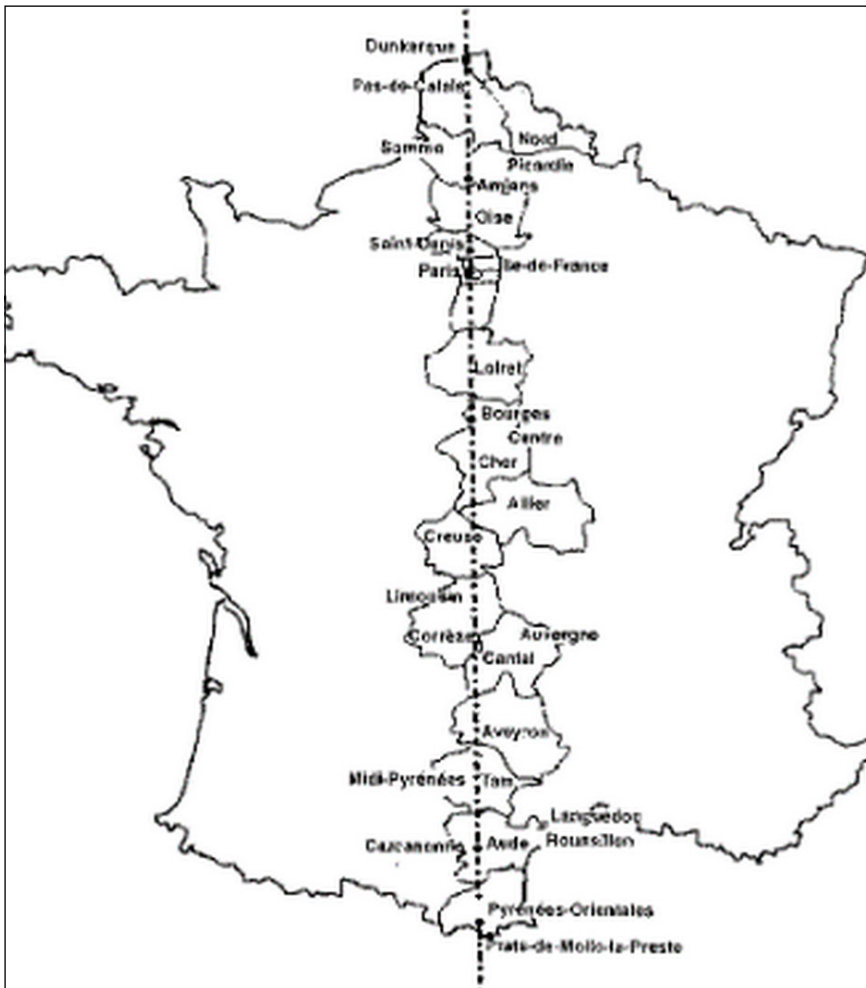 Dunkerque
Pas-de-Calais
Nord
Somme
Picardie
Amiens
Oise
Saint-Denis
Ile-de-France
Paris
Loiret
Bourges
Centre
Cher
Allier
Creuse
Limousin
Auvergne
Corrèze
Cantal
Aveyron
Midi-Pyrénées
Tarn
Languedoc
Roussillon
Aude
Pyrénées-Orientales
Prats-de-Mollo-la-Preste